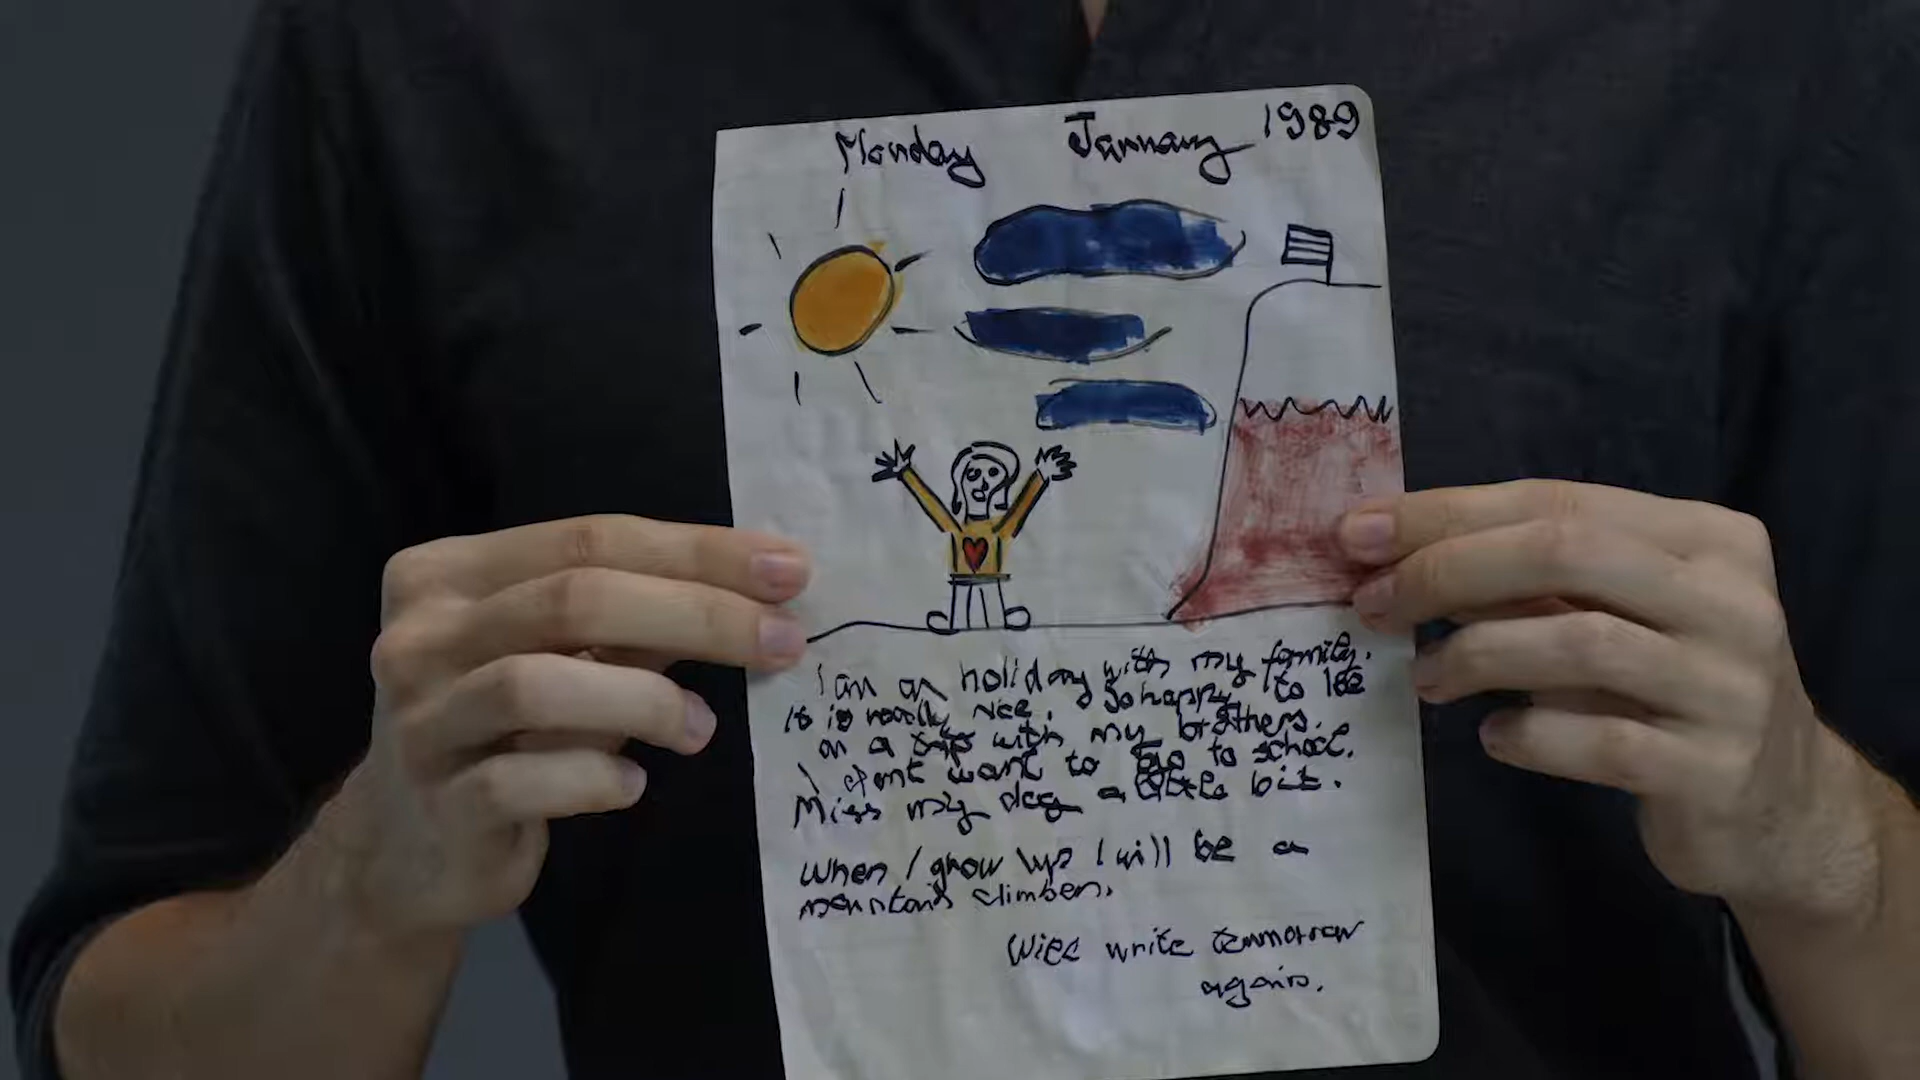 Monday January 1989
I am on holiday with my family.
It is really nice. So happy to be
on a trip with my brothers.
I dont want to go to school.
Miss my dog a little bit.
When I grow up I will be a
mountain climber.
Will write tommorrow
again.